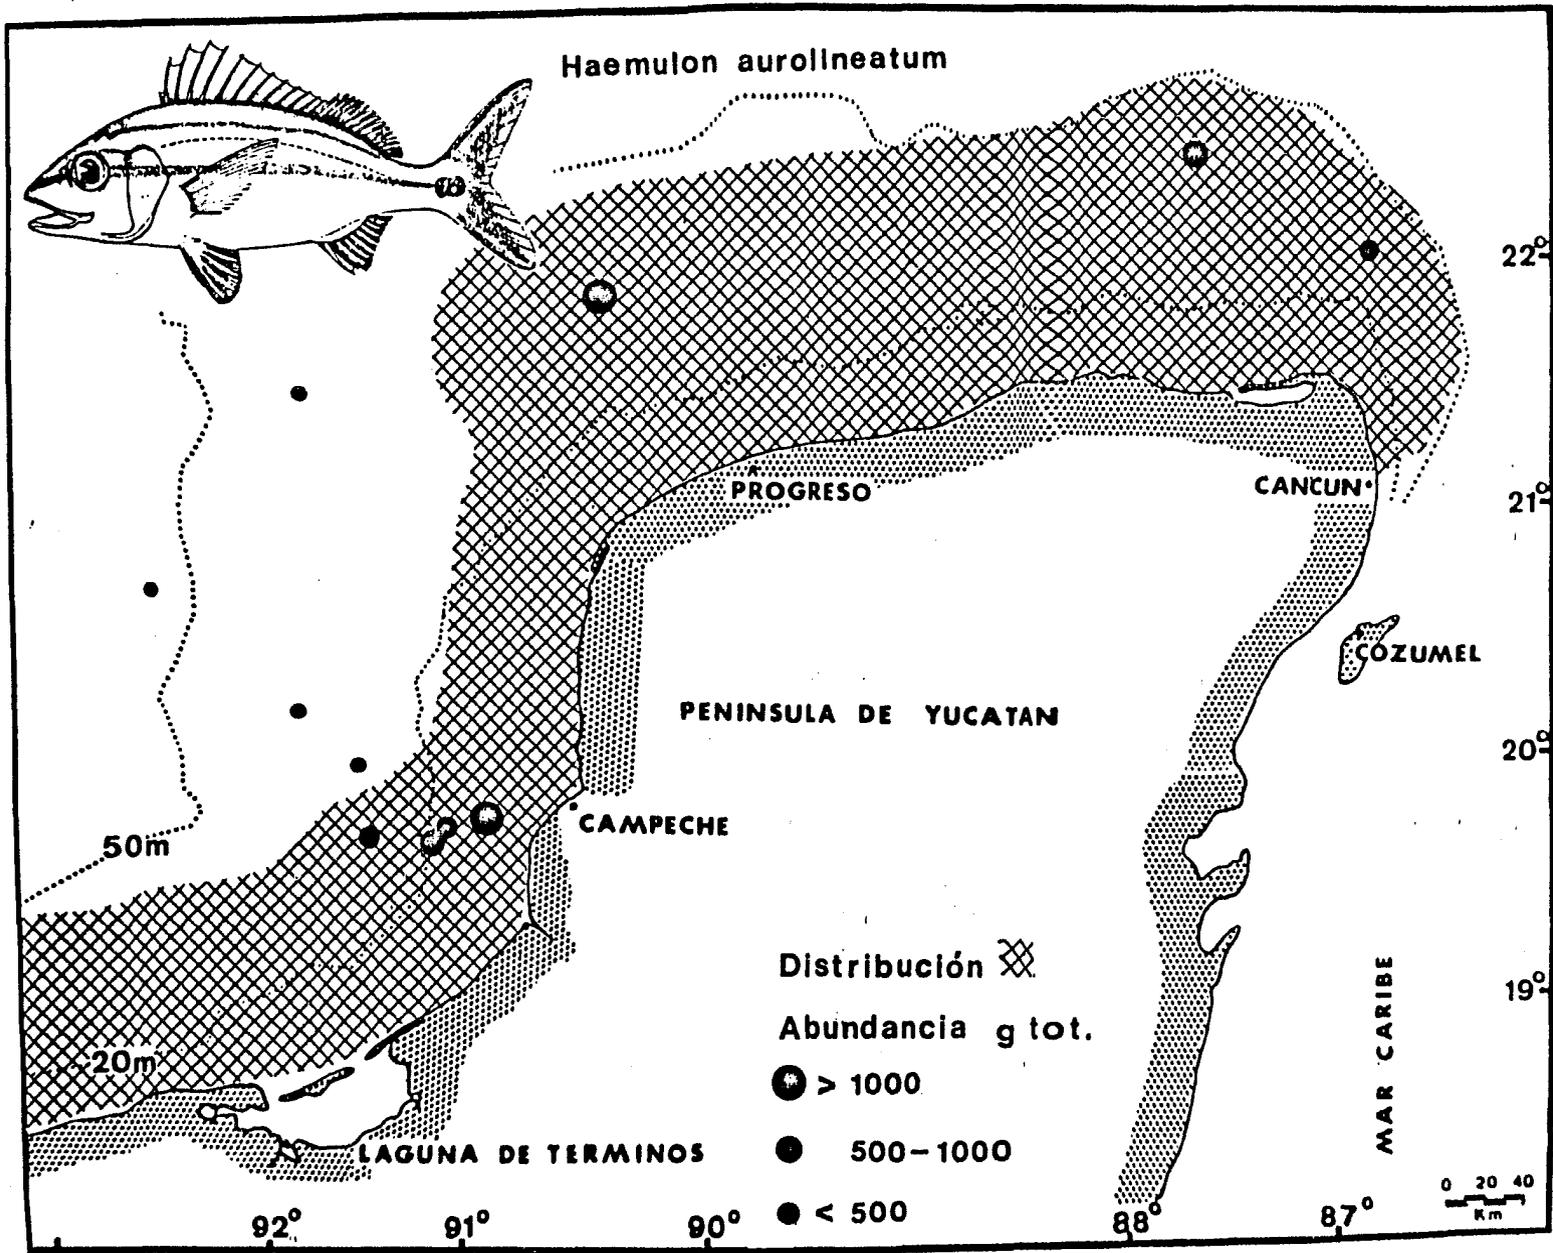 Haemulon aurolineatum
22°
PROGRESO
CANCUN
21°
COZUMEL
PENINSULA DE YUCATAN
20°
CAMPECHE
50m
Distribución
19°
Abundancia g tot.
20m
> 1000
MAR CARIBE
LAGUNA DE TERMINOS
500-1000
0 20 40
Km
< 500
92° 91° 90° 88° 87°